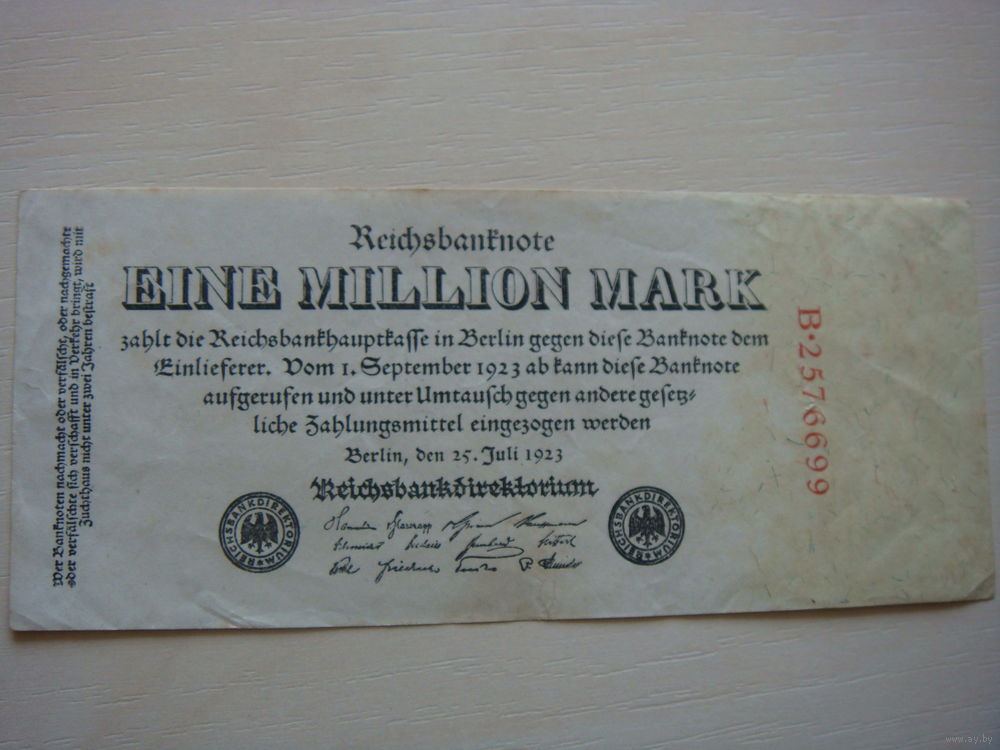 Wer Banknoten nachmacht oder verfälscht, oder nachgemachte
oder verfälschte sich verschafft und in Verkehr bringt, wird mit
Zuchthaus nicht unter zwei Jahren bestraft
Reichsbanknote
EINE MILLION MARK
zahlt die Reichsbankhauptkasse in Berlin gegen diese Banknote dem
Einlieferer. Vom 1. September 1923 ab kann diese Banknote
aufgerufen und unter Umtausch gegen andere gesetz-
liche Zahlungsmittel eingezogen werden
Berlin, den 25. Juli 1923
Reichsbankdirektorium
REICHSBANKDIREKTORIUM
REICHSBANKDIREKTORIUM
B·2576699
www.ay.by